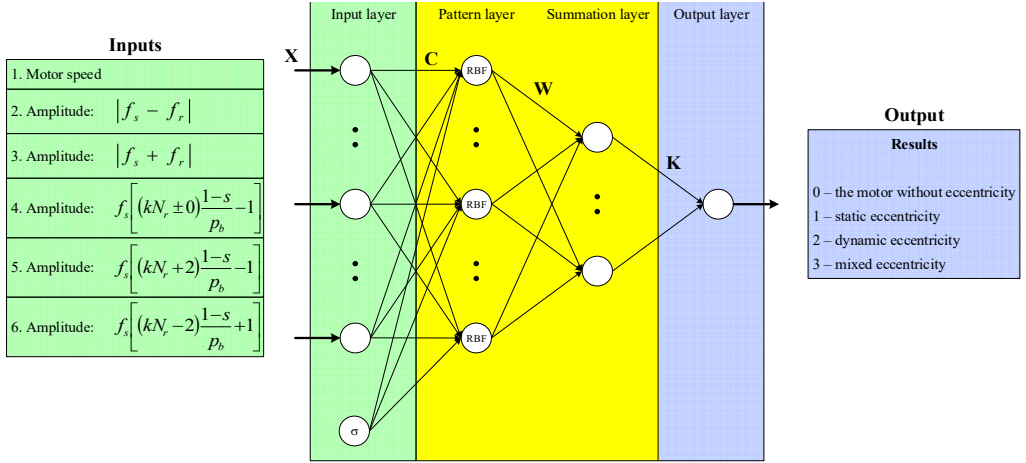 Input layer
Pattern layer
Summation layer
Output layer
Inputs
1. Motor speed
2. Amplitude: |f_s − f_r|
3. Amplitude: |f_s + f_r|
4. Amplitude: f_s[(kN_r ± 0) (1−s)/p_b − 1]
5. Amplitude: f_s[(kN_r + 2) (1−s)/p_b − 1]
6. Amplitude: f_s[(kN_r − 2) (1−s)/p_b + 1]
X
C
RBF
W
RBF
K
RBF
σ
Output
Results
0 – the motor without eccentricity
1 – static eccentricity
2 – dynamic eccentricity
3 – mixed eccentricity